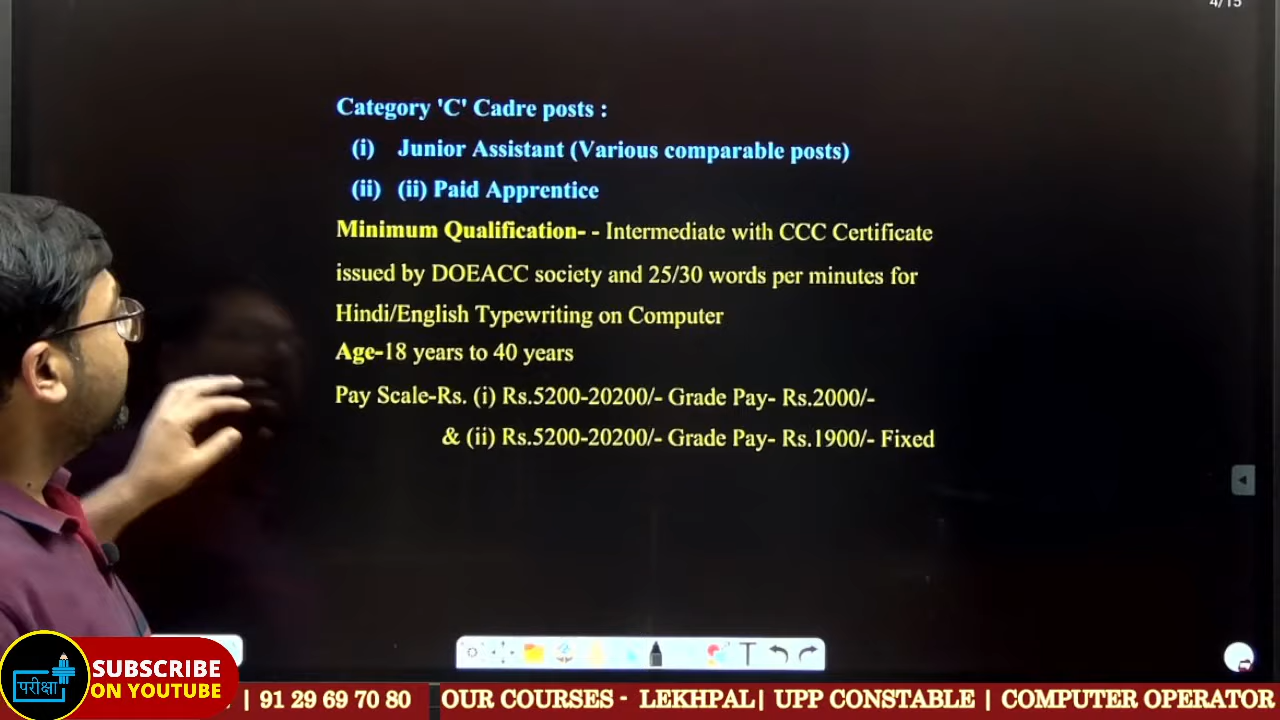 4/15
Category 'C' Cadre posts :
(i) Junior Assistant (Various comparable posts)
(ii) (ii) Paid Apprentice
Minimum Qualification- - Intermediate with CCC Certificate
issued by DOEACC society and 25/30 words per minutes for
Hindi/English Typewriting on Computer
Age-18 years to 40 years
Pay Scale-Rs. (i) Rs.5200-20200/- Grade Pay- Rs.2000/-
& (ii) Rs.5200-20200/- Grade Pay- Rs.1900/- Fixed
T
परीक्षा
SUBSCRIBE
ON YOUTUBE
| 91 29 69 70 80 OUR COURSES - LEKHPAL| UPP CONSTABLE | COMPUTER OPERATOR